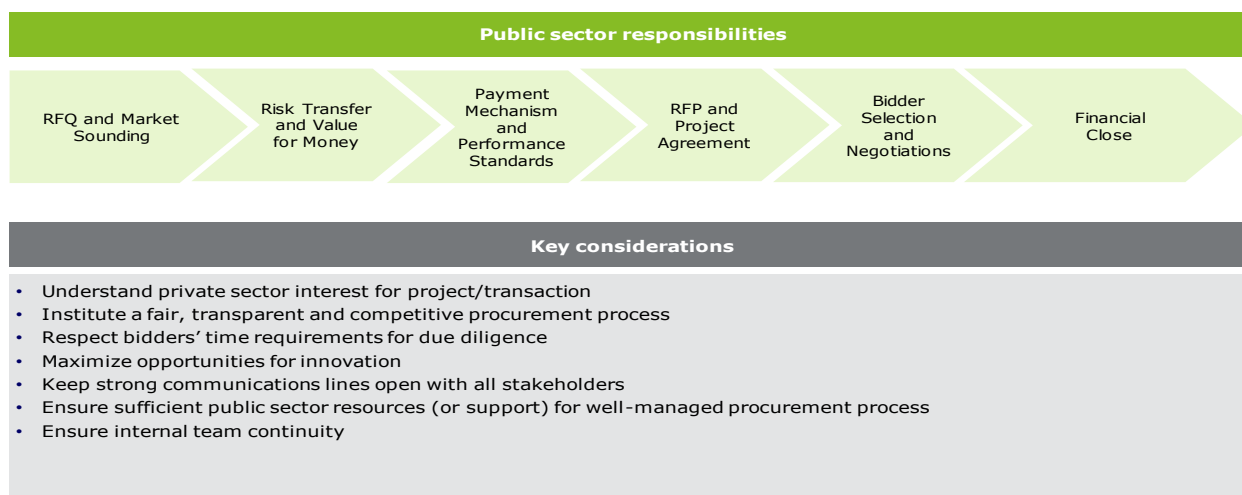 Public sector responsibilities
RFQ and Market
Sounding
Risk Transfer
and Value
for Money
Payment
Mechanism
and
Performance
Standards
RFP and
Project
Agreement
Bidder
Selection
and
Negotiations
Financial
Close
Key considerations
• Understand private sector interest for project/transaction
• Institute a fair, transparent and competitive procurement process
• Respect bidders’ time requirements for due diligence
• Maximize opportunities for innovation
• Keep strong communications lines open with all stakeholders
• Ensure sufficient public sector resources (or support) for well-managed procurement process
• Ensure internal team continuity